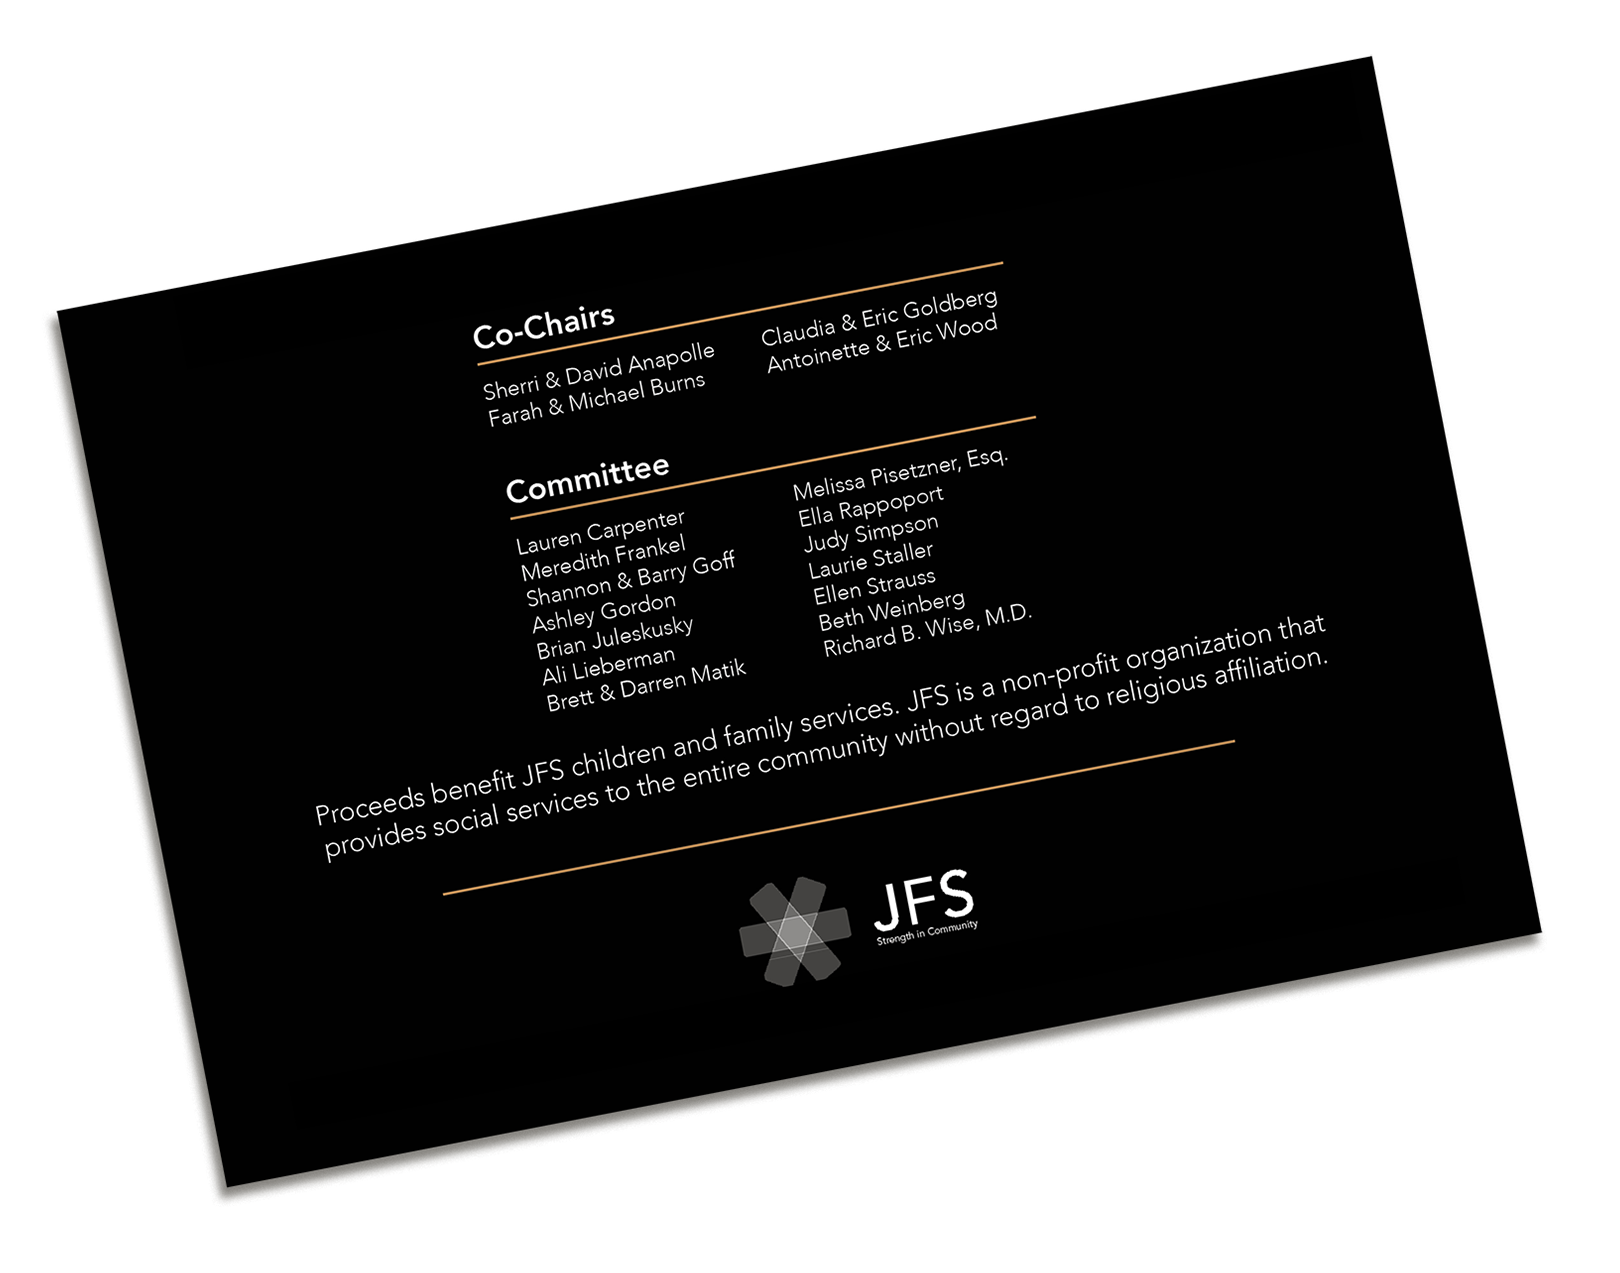 Co-Chairs
Sherri & David Anapolle
Farah & Michael Burns
Claudia & Eric Goldberg
Antoinette & Eric Wood
Committee
Lauren Carpenter
Meredith Frankel
Shannon & Barry Goff
Ashley Gordon
Brian Juleskusky
Ali Lieberman
Brett & Darren Matik
Melissa Pisetzner, Esq.
Ella Rappoport
Judy Simpson
Laurie Staller
Ellen Strauss
Beth Weinberg
Richard B. Wise, M.D.
Proceeds benefit JFS children and family services. JFS is a non-profit organization that
provides social services to the entire community without regard to religious affiliation.
JFS
Strength in Community